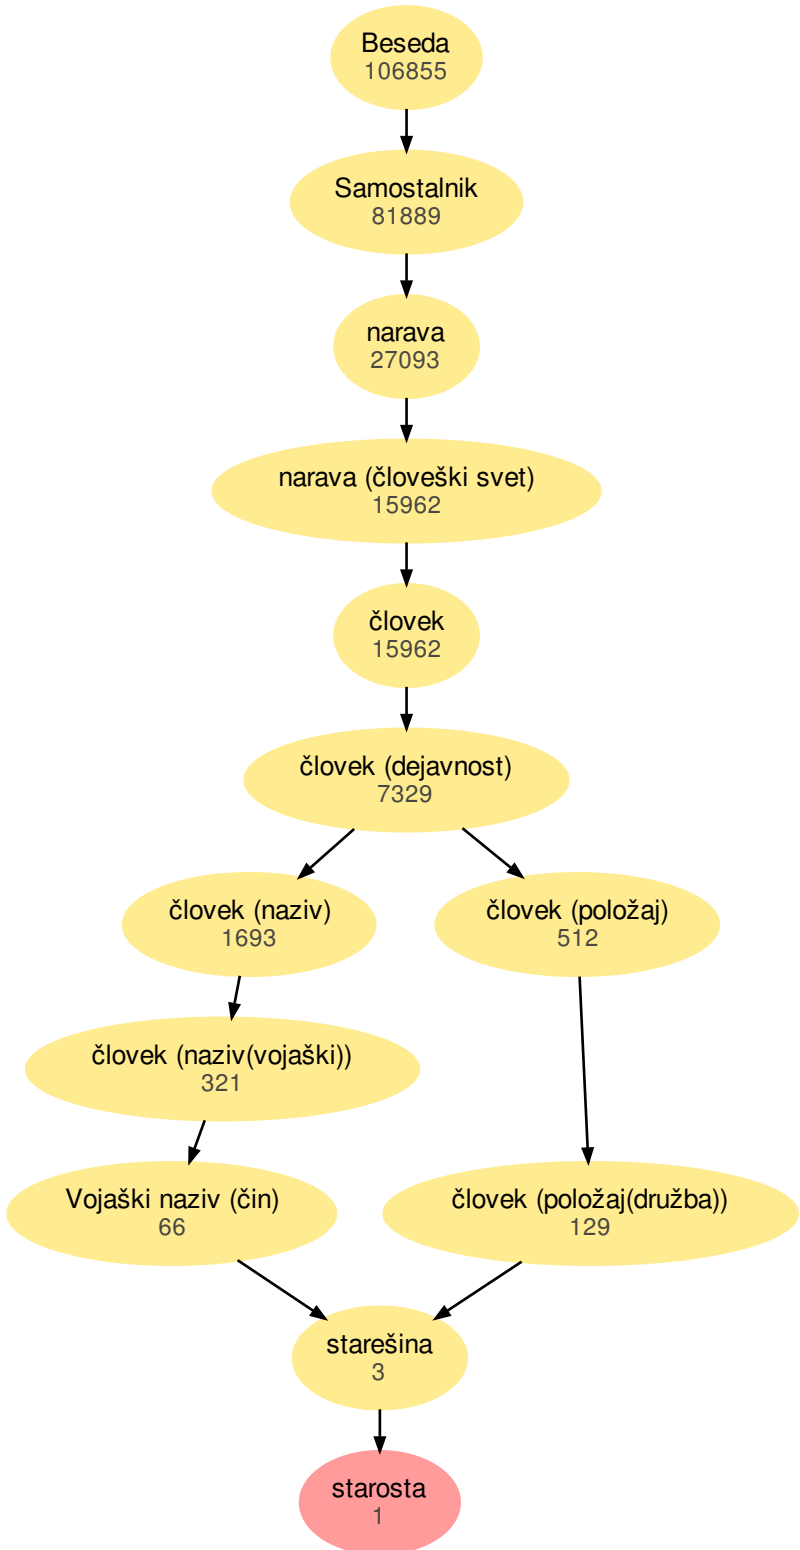 Beseda
106855
Samostalnik
81889
narava
27093
narava (človeški svet)
15962
človek
15962
človek (dejavnost)
7329
človek (naziv)
1693
človek (položaj)
512
človek (naziv(vojaški))
321
Vojaški naziv (čin)
66
človek (položaj(družba))
129
starešina
3
starosta
1